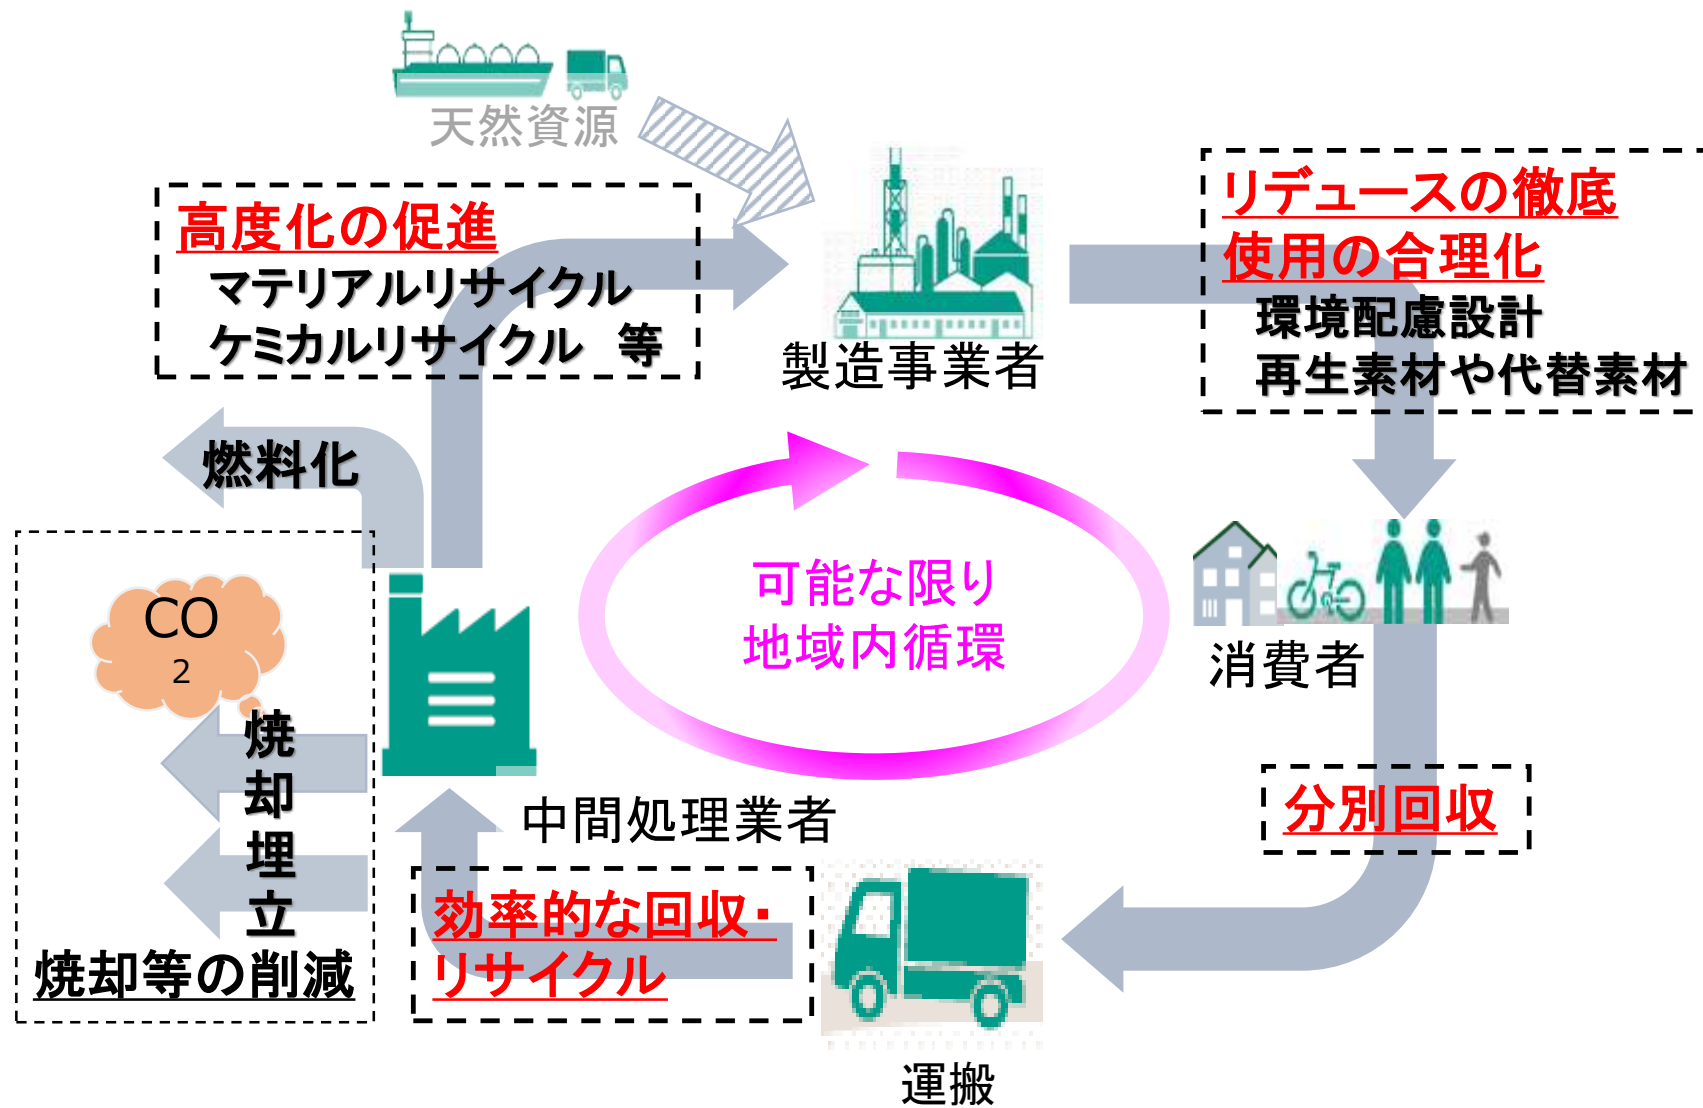 天然資源
高度化の促進
マテリアルリサイクル
ケミカルリサイクル　等
製造事業者
リデュースの徹底
使用の合理化
環境配慮設計
再生素材や代替素材
燃料化
可能な限り
地域内循環
CO
2
消費者
焼却埋立
焼却等の削減
中間処理業者
分別回収
効率的な回収・
リサイクル
運搬